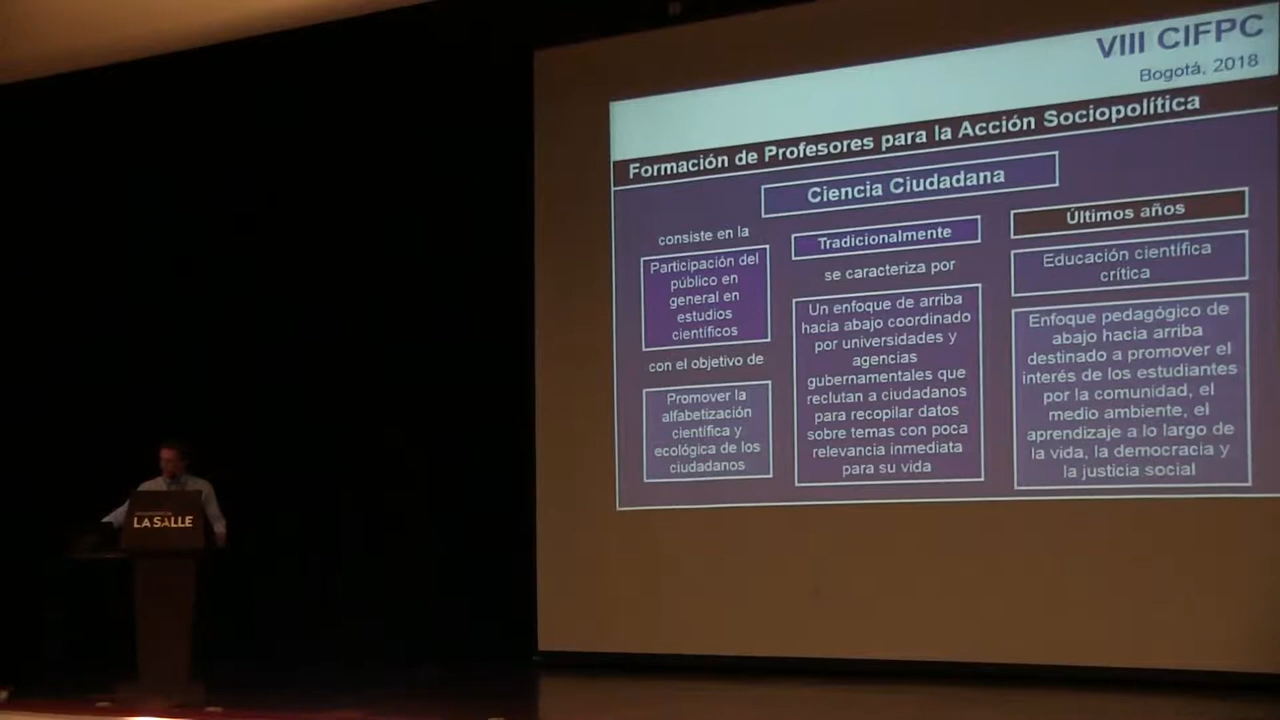 VIII CIFPC
Bogotá, 2018
Formación de Profesores para la Acción Sociopolítica
Ciencia Ciudadana
consiste en la
Participación del
público en
general en
estudios
científicos
con el objetivo de
Promover la
alfabetización
científica y
ecológica de los
ciudadanos
Tradicionalmente
se caracteriza por
Un enfoque de arriba
hacia abajo coordinado
por universidades y
agencias
gubernamentales que
reclutan a ciudadanos
para recopilar datos
sobre temas con poca
relevancia inmediata
para su vida
Últimos años
Educación científica
crítica
Enfoque pedagógico de
abajo hacia arriba
destinado a promover el
interés de los estudiantes
por la comunidad, el
medio ambiente, el
aprendizaje a lo largo de
la vida, la democracia y
la justicia social
LA SALLE